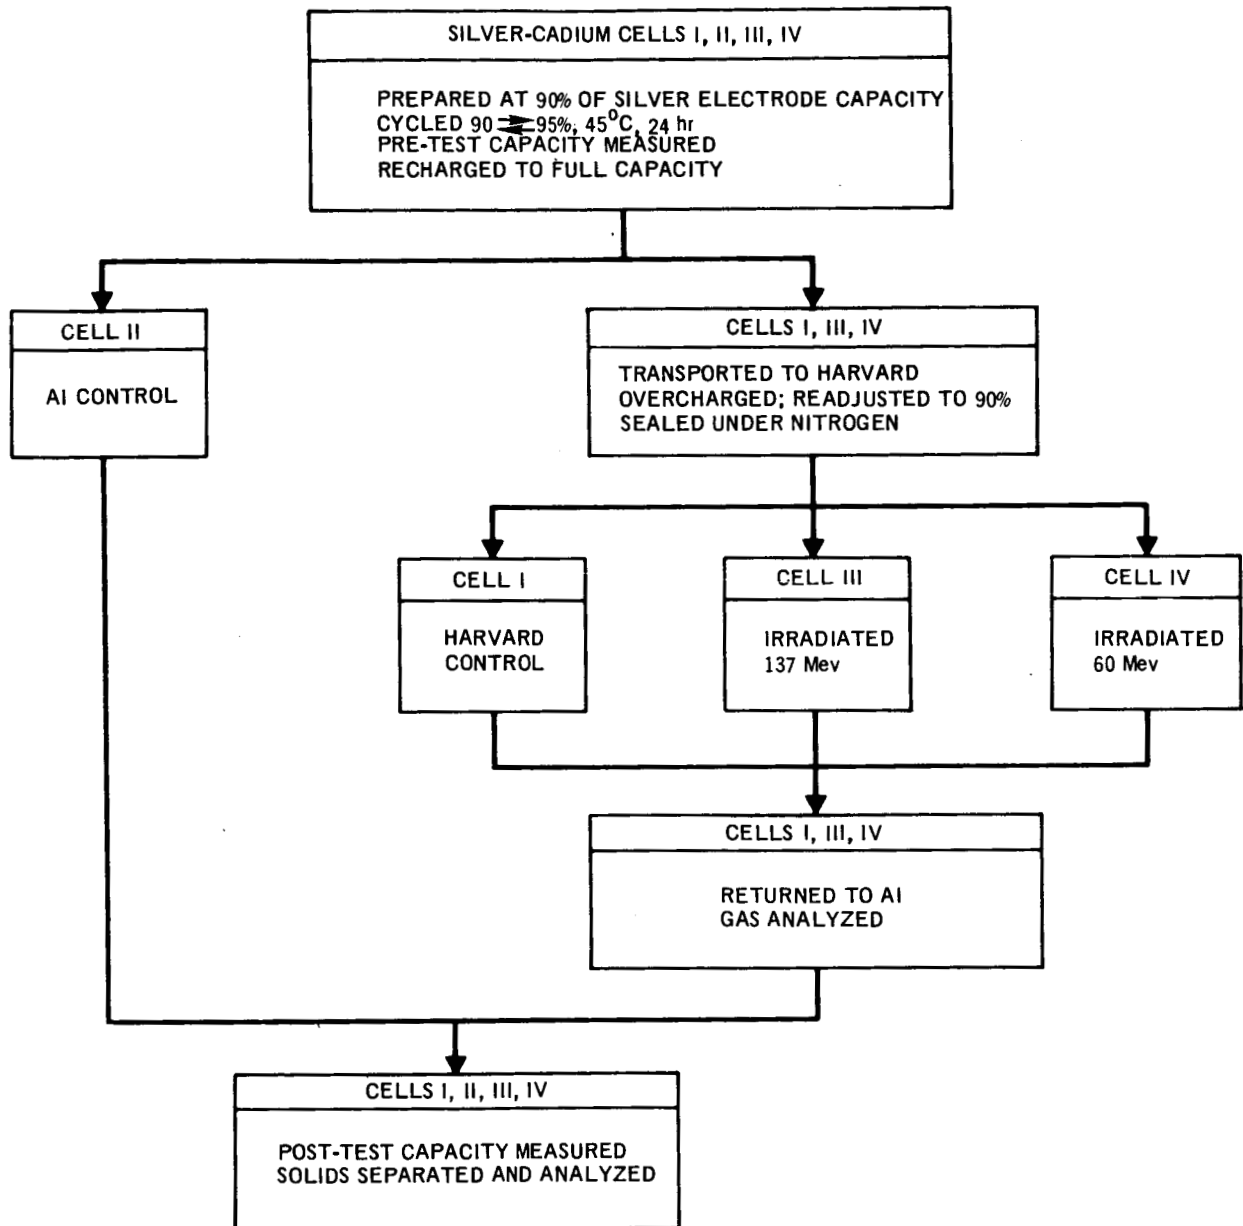 SILVER-CADIUM CELLS I, II, III, IV
PREPARED AT 90% OF SILVER ELECTRODE CAPACITY
CYCLED 90 ⇄ 95%, 45°C, 24 hr
PRE-TEST CAPACITY MEASURED
RECHARGED TO FULL CAPACITY
CELL II
AI CONTROL
CELLS I, III, IV
TRANSPORTED TO HARVARD
OVERCHARGED; READJUSTED TO 90%
SEALED UNDER NITROGEN
CELL I
HARVARD
CONTROL
CELL III
IRRADIATED
137 Mev
CELL IV
IRRADIATED
60 Mev
CELLS I, III, IV
RETURNED TO AI
GAS ANALYZED
CELLS I, II, III, IV
POST-TEST CAPACITY MEASURED
SOLIDS SEPARATED AND ANALYZED